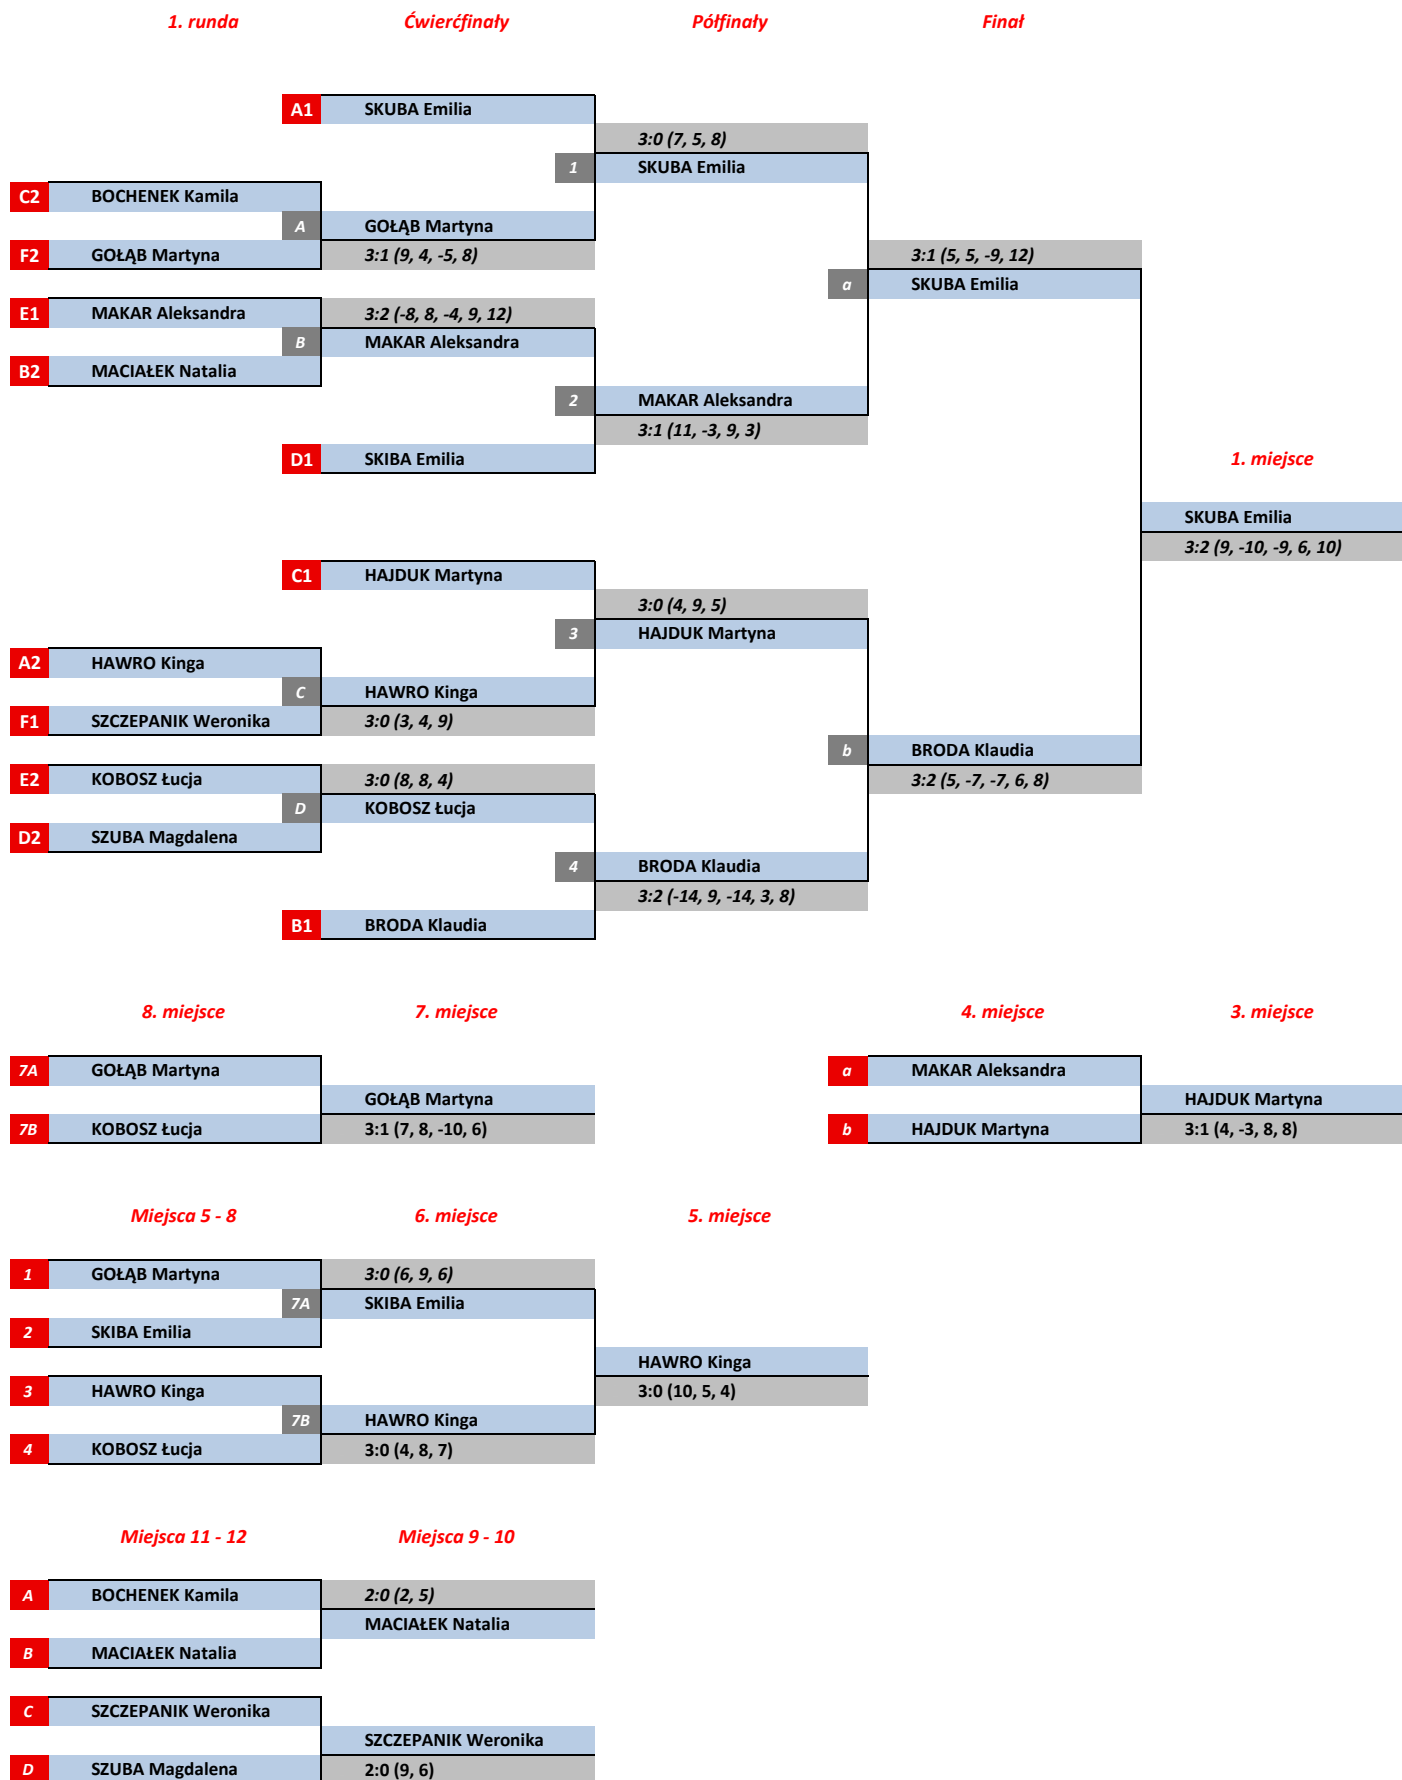 1. runda Ćwierćfinały Półfinały Finał
A1 SKUBA Emilia
3:0 (7, 5, 8)
1 SKUBA Emilia
C2 BOCHENEK Kamila
A GOŁĄB Martyna
F2 GOŁĄB Martyna 3:1 (9, 4, -5, 8) 3:1 (5, 5, -9, 12)
a SKUBA Emilia
E1 MAKAR Aleksandra 3:2 (-8, 8, -4, 9, 12)
B MAKAR Aleksandra
B2 MACIAŁEK Natalia
2 MAKAR Aleksandra
3:1 (11, -3, 9, 3)
D1 SKIBA Emilia 1. miejsce
SKUBA Emilia
3:2 (9, -10, -9, 6, 10)
C1 HAJDUK Martyna
3:0 (4, 9, 5)
3 HAJDUK Martyna
A2 HAWRO Kinga
C HAWRO Kinga
F1 SZCZEPANIK Weronika 3:0 (3, 4, 9)
b BRODA Klaudia
E2 KOBOSZ Łucja 3:0 (8, 8, 4) 3:2 (5, -7, -7, 6, 8)
D KOBOSZ Łucja
D2 SZUBA Magdalena
4 BRODA Klaudia
3:2 (-14, 9, -14, 3, 8)
B1 BRODA Klaudia
8. miejsce 7. miejsce 4. miejsce 3. miejsce
7A GOŁĄB Martyna a MAKAR Aleksandra
GOŁĄB Martyna HAJDUK Martyna
7B KOBOSZ Łucja 3:1 (7, 8, -10, 6) b HAJDUK Martyna 3:1 (4, -3, 8, 8)
Miejsca 5 - 8 6. miejsce 5. miejsce
1 GOŁĄB Martyna 3:0 (6, 9, 6)
7A SKIBA Emilia
2 SKIBA Emilia
HAWRO Kinga
3 HAWRO Kinga 3:0 (10, 5, 4)
7B HAWRO Kinga
4 KOBOSZ Łucja 3:0 (4, 8, 7)
Miejsca 11 - 12 Miejsca 9 - 10
A BOCHENEK Kamila 2:0 (2, 5)
MACIAŁEK Natalia
B MACIAŁEK Natalia
C SZCZEPANIK Weronika
SZCZEPANIK Weronika
D SZUBA Magdalena 2:0 (9, 6)